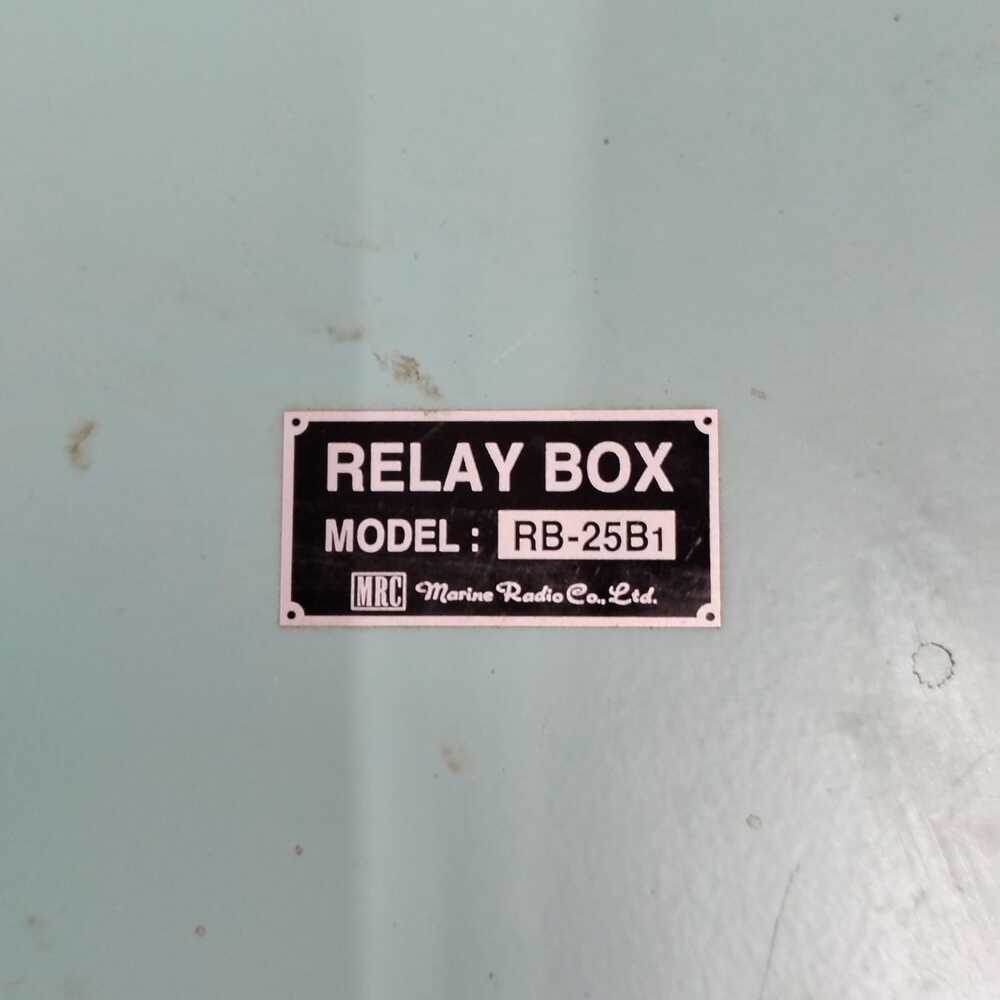 RELAY BOX
MODEL : RB-25B1
MRC Marine Radio Co., Ltd.